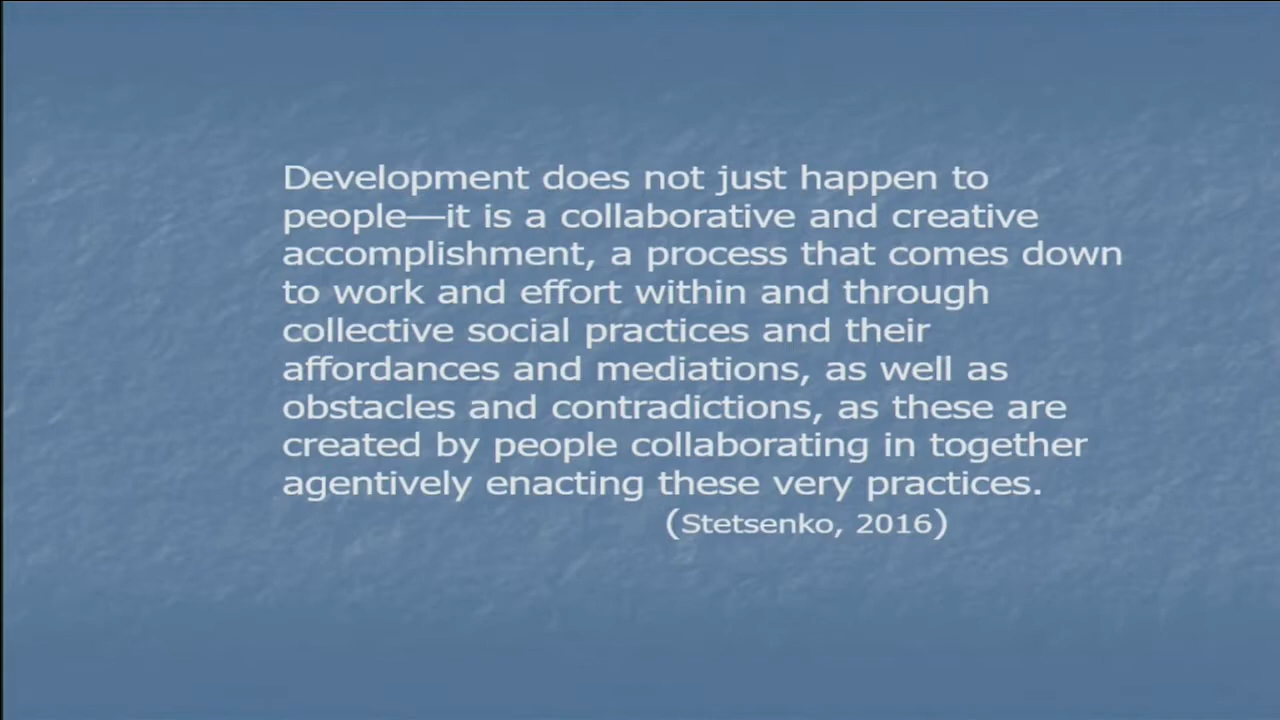 Development does not just happen to
people—it is a collaborative and creative
accomplishment, a process that comes down
to work and effort within and through
collective social practices and their
affordances and mediations, as well as
obstacles and contradictions, as these are
created by people collaborating in together
agentively enacting these very practices.
(Stetsenko, 2016)